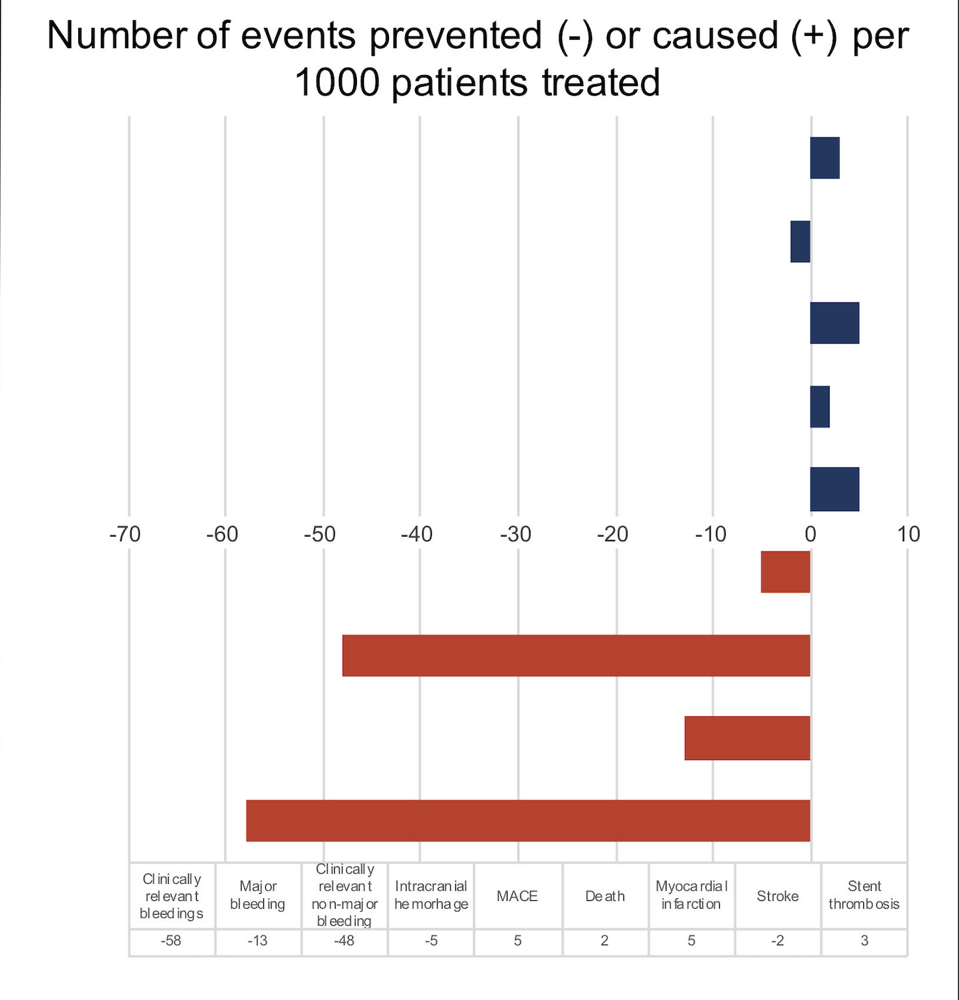 Number of events prevented (-) or caused (+) per
1000 patients treated
-70 -60 -50 -40 -30 -20 -10 0 10
Clinically
relevant
bleedings
Major
bleeding
Clinically
relevant
non-major
bleeding
Intracranial
hemorhage
MACE
Death
Myocardial
infarction
Stroke
Stent
thrombosis
-58 -13 -48 -5 5 2 5 -2 3